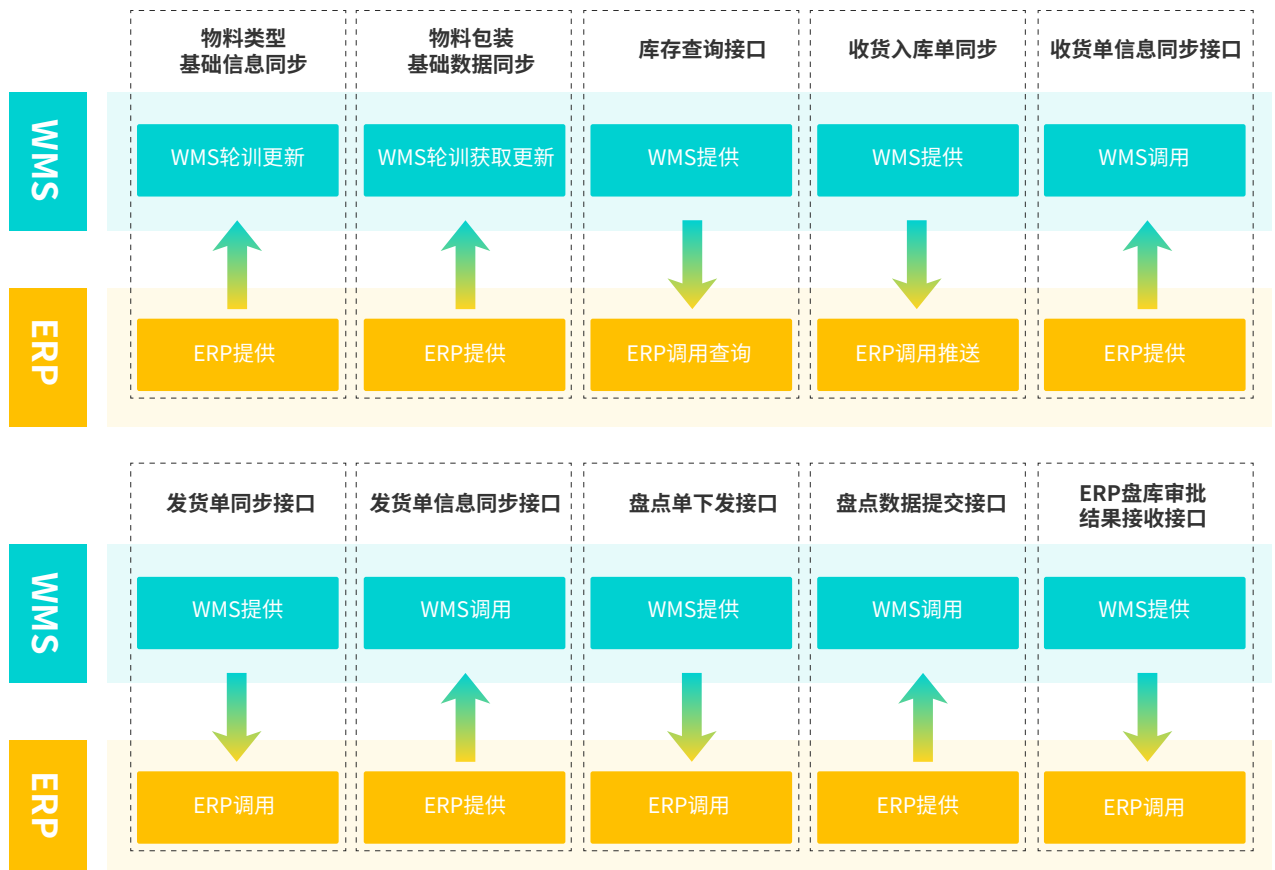 物料类型
基础信息同步
物料包装
基础数据同步
库存查询接口
收货入库单同步
收货单信息同步接口
WMS
WMS轮训更新
WMS轮训获取更新
WMS提供
WMS提供
WMS调用
ERP
ERP提供
ERP提供
ERP调用查询
ERP调用推送
ERP提供
发货单同步接口
发货单信息同步接口
盘点单下发接口
盘点数据提交接口
ERP盘库审批
结果接收接口
WMS
WMS提供
WMS调用
WMS提供
WMS调用
WMS提供
ERP
ERP调用
ERP提供
ERP调用
ERP提供
ERP调用